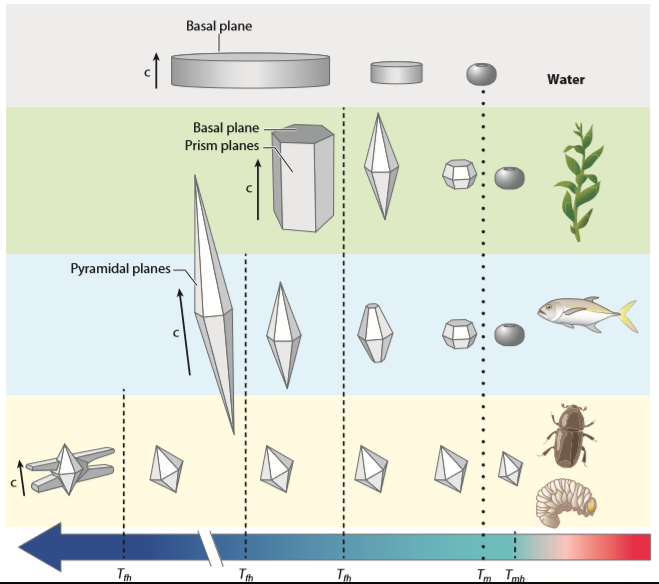 Basal plane
c
Water
Basal plane
Prism planes
c
Pyramidal planes
c
c
Tfh
Tfh
Tfh
Tm
Tmh